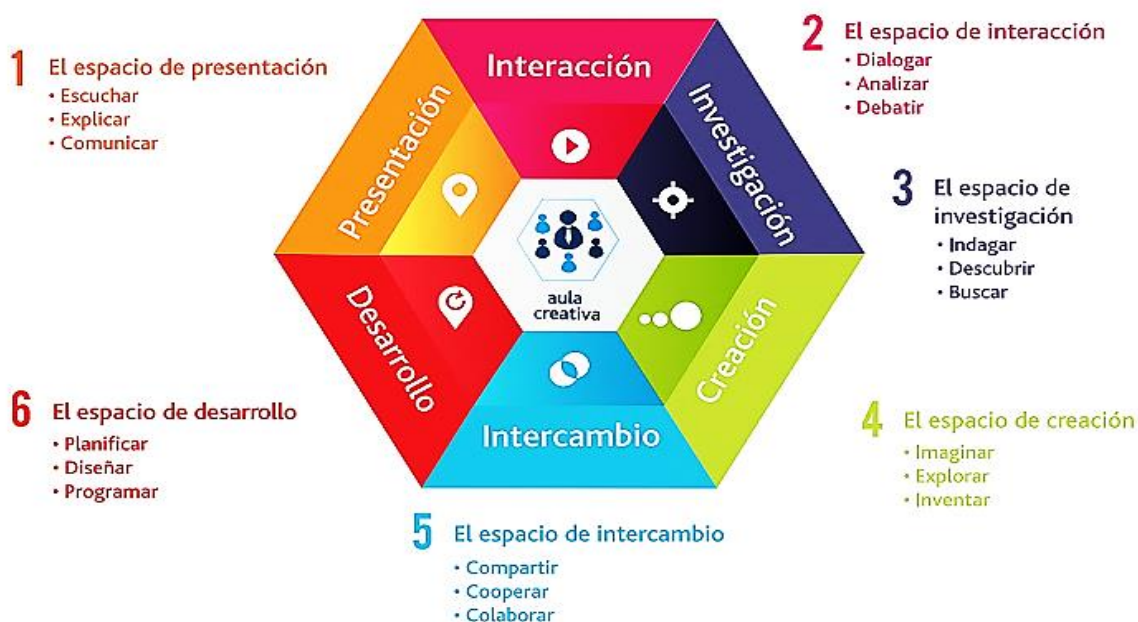 1 El espacio de presentación
• Escuchar
• Explicar
• Comunicar
2 El espacio de interacción
• Dialogar
• Analizar
• Debatir
3 El espacio de
investigación
• Indagar
• Descubrir
• Buscar
4 El espacio de creación
• Imaginar
• Explorar
• Inventar
5 El espacio de intercambio
• Compartir
• Cooperar
• Colaborar
6 El espacio de desarrollo
• Planificar
• Diseñar
• Programar
Presentación
Interacción
Investigación
Creación
Intercambio
Desarrollo
aula
creativa